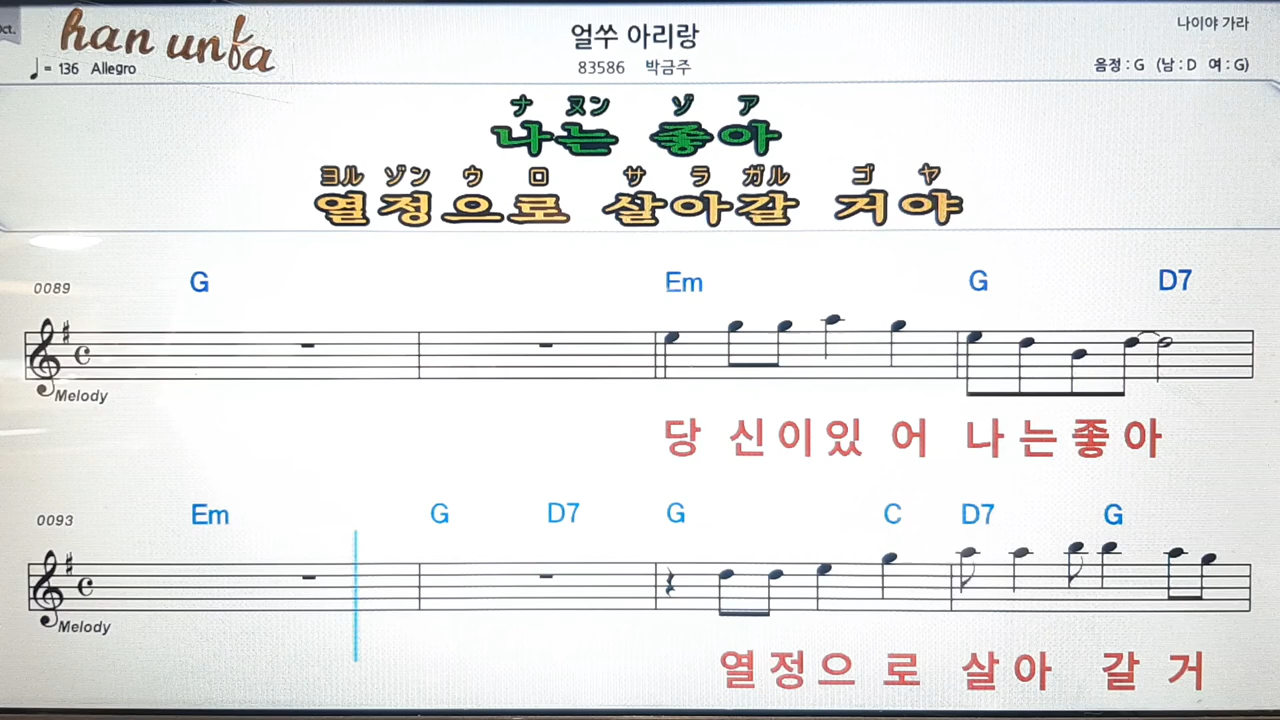 Oct.
han unfa
얼쑤 아리랑
나이야 가라
♩= 136 Allegro
83586 박금주
음정 : G (남 : D 여 : G)
ナ ヌン ゾ ア
나는 좋아
ヨル ゾン ウ ロ サ ラ ガル ゴ ヤ
열정으로 살아갈 거야
0089 G Em G D7
Melody
당 신이있 어 나는좋아
0093 Em G D7 G C D7 G
Melody
열정으 로 살아 갈 거